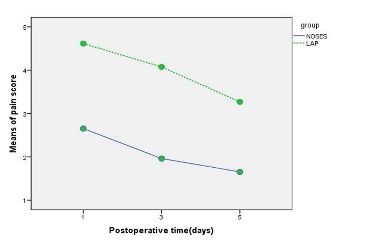 group
NOSES
LAP
Means of pain score
5
4
3
2
1
1 3 5
Postoperative time(days)